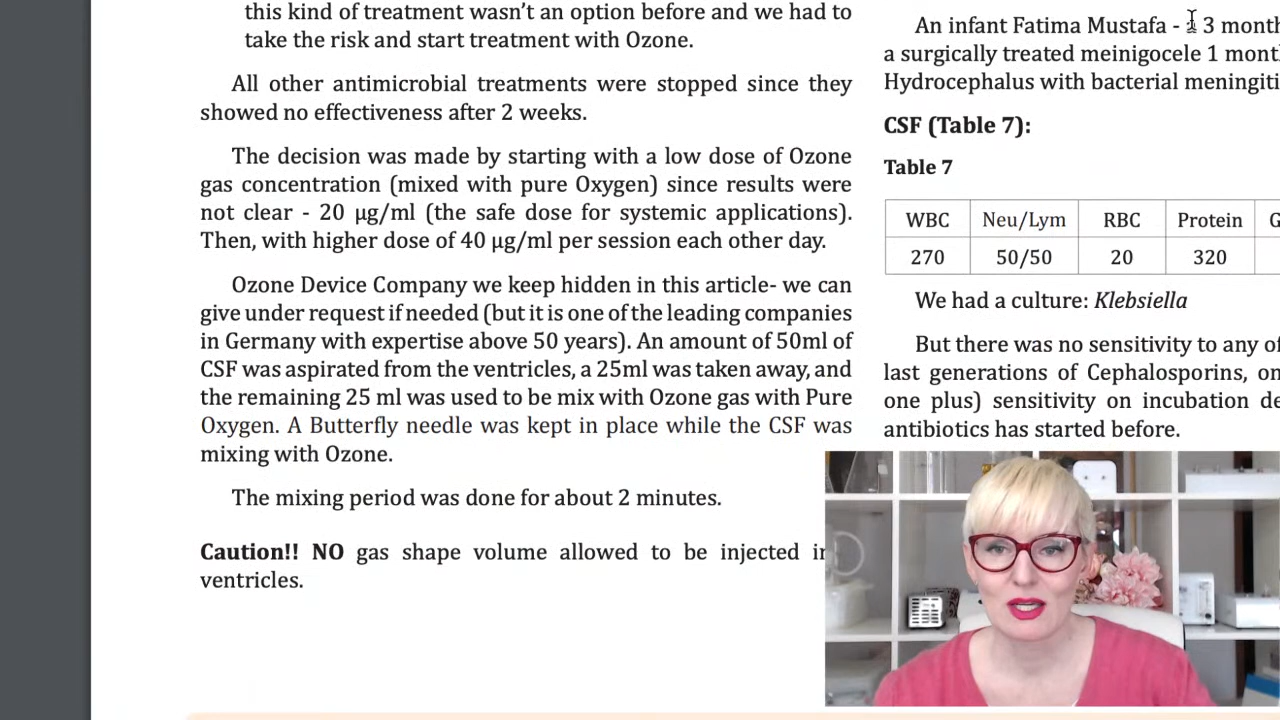 this kind of treatment wasn't an option before and we had to
take the risk and start treatment with Ozone.
All other antimicrobial treatments were stopped since they
showed no effectiveness after 2 weeks.
The decision was made by starting with a low dose of Ozone
gas concentration (mixed with pure Oxygen) since results were
not clear - 20 µg/ml (the safe dose for systemic applications).
Then, with higher dose of 40 µg/ml per session each other day.
Ozone Device Company we keep hidden in this article- we can
give under request if needed (but it is one of the leading companies
in Germany with expertise above 50 years). An amount of 50ml of
CSF was aspirated from the ventricles, a 25ml was taken away, and
the remaining 25 ml was used to be mix with Ozone gas with Pure
Oxygen. A Butterfly needle was kept in place while the CSF was
mixing with Ozone.
The mixing period was done for about 2 minutes.
Caution!! NO gas shape volume allowed to be injected
ventricles.
An infant Fatima Mustafa - 3
a surgically treated meinigocele 1
Hydrocephalus with bacterial
CSF (Table 7):
Table 7
WBC Neu/Lym RBC Protein
270 50/50 20 320
We had a culture: Klebsiella
But there was no sensitivity to any of
last generations of Cephalosporins,
one plus) sensitivity on incubation
antibiotics has started before.